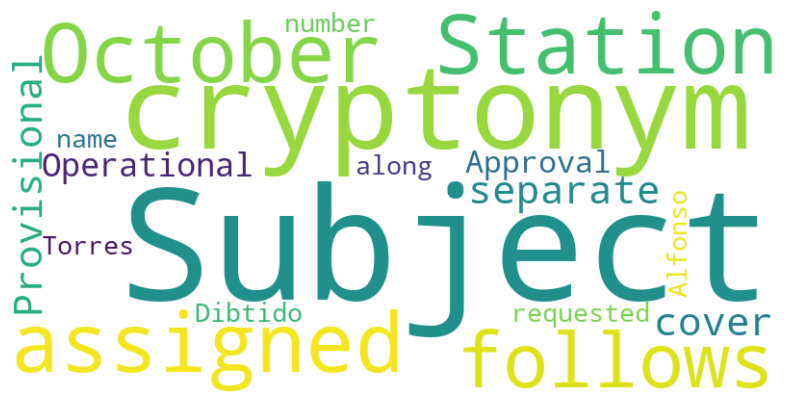 number
October
Station
cryptonym
Provisional
name
Operational
along
Approval
separate
Subject
Torres
Alfonso
Dibtido
requested
cover
assigned
follows